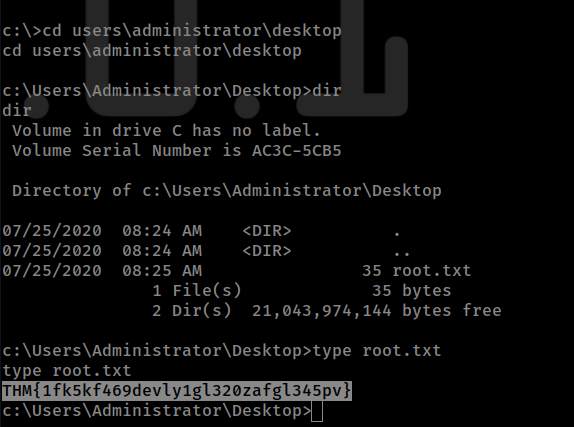 c:\>cd users\administrator\desktop
cd users\administrator\desktop
c:\Users\Administrator\Desktop>dir
dir
 Volume in drive C has no label.
 Volume Serial Number is AC3C-5CB5
 Directory of c:\Users\Administrator\Desktop
07/25/2020  08:24 AM    <DIR>          .
07/25/2020  08:24 AM    <DIR>          ..
07/25/2020  08:25 AM                35 root.txt
               1 File(s)             35 bytes
               2 Dir(s)  21,043,974,144 bytes free
c:\Users\Administrator\Desktop>type root.txt
type root.txt
THM{1fk5kf469devly1gl320zafgl345pv}
c:\Users\Administrator\Desktop>